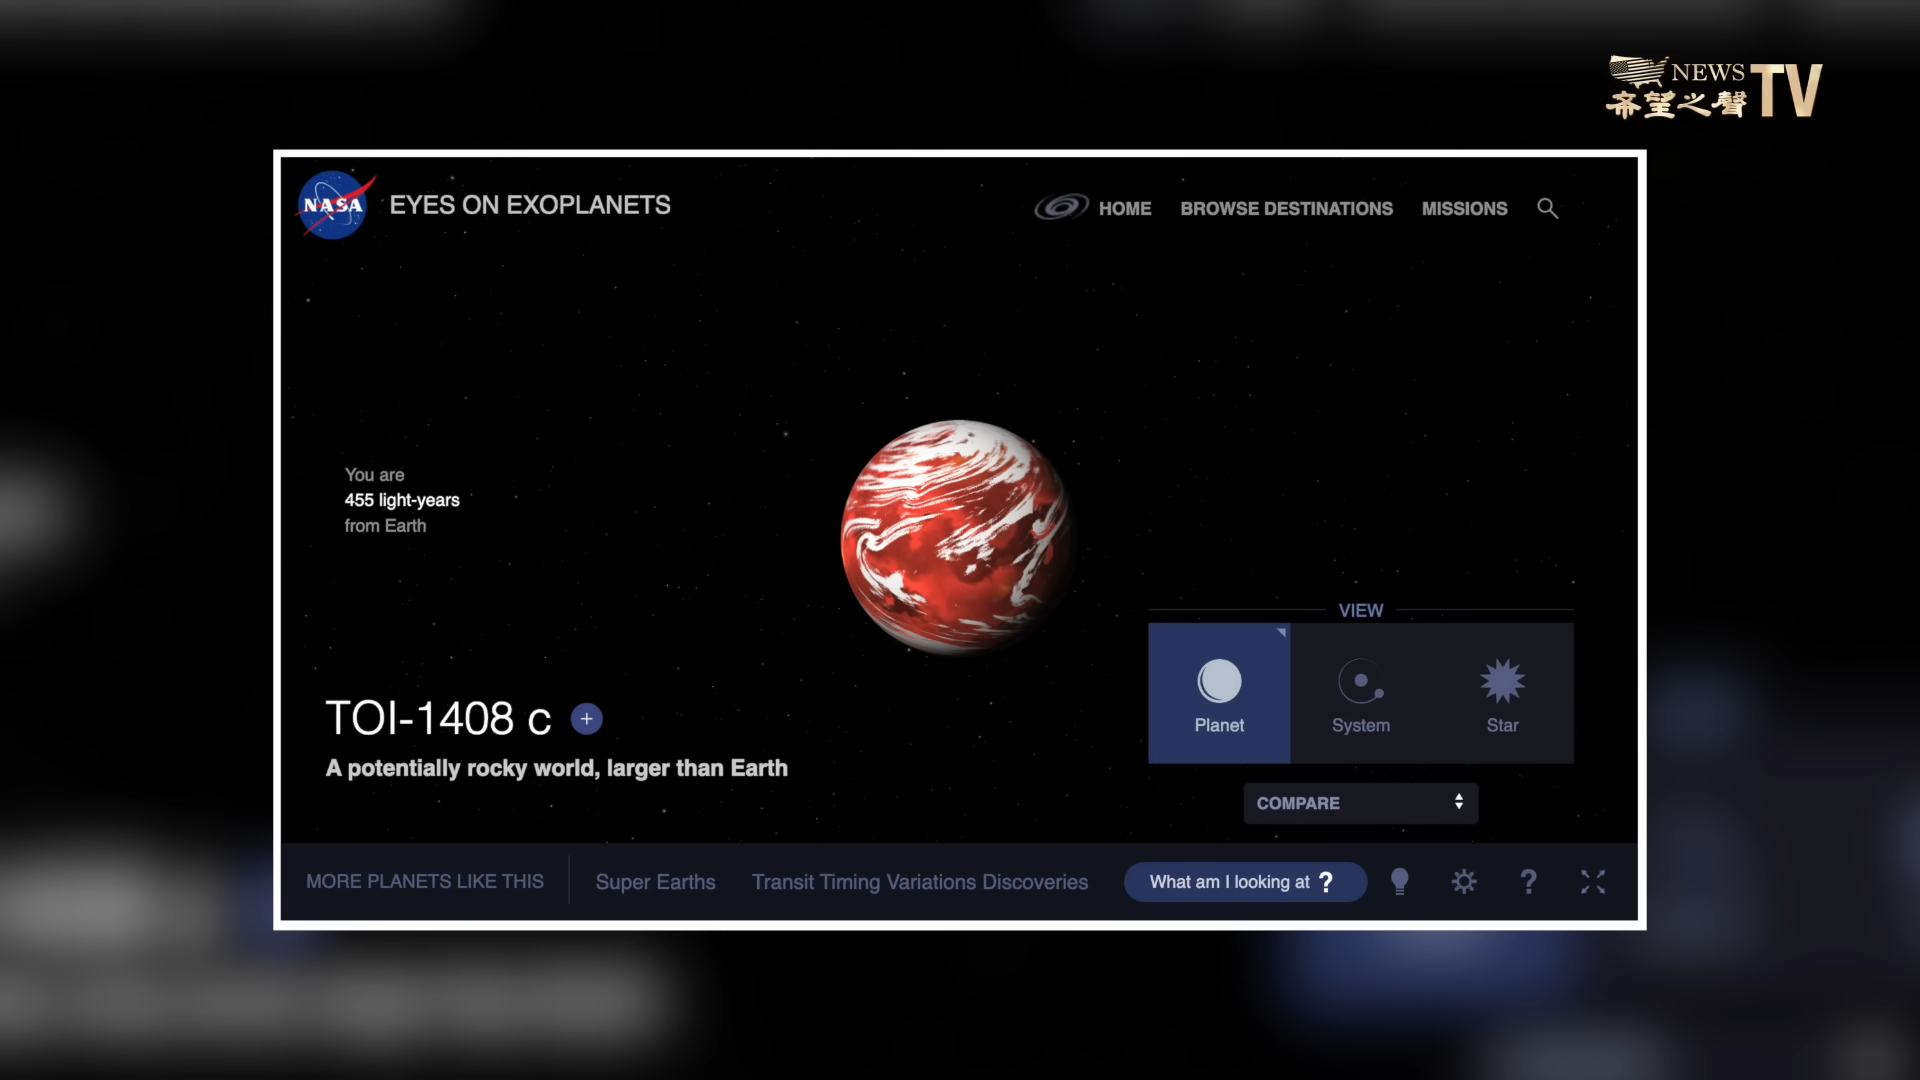 NEWS
希望之聲TV
NASA
EYES ON EXOPLANETS
HOME
BROWSE DESTINATIONS
MISSIONS
You are
455 light-years
from Earth
TOI-1408 c +
A potentially rocky world, larger than Earth
VIEW
Planet
System
Star
COMPARE
MORE PLANETS LIKE THIS
Super Earths
Transit Timing Variations Discoveries
What am I looking at ?
?